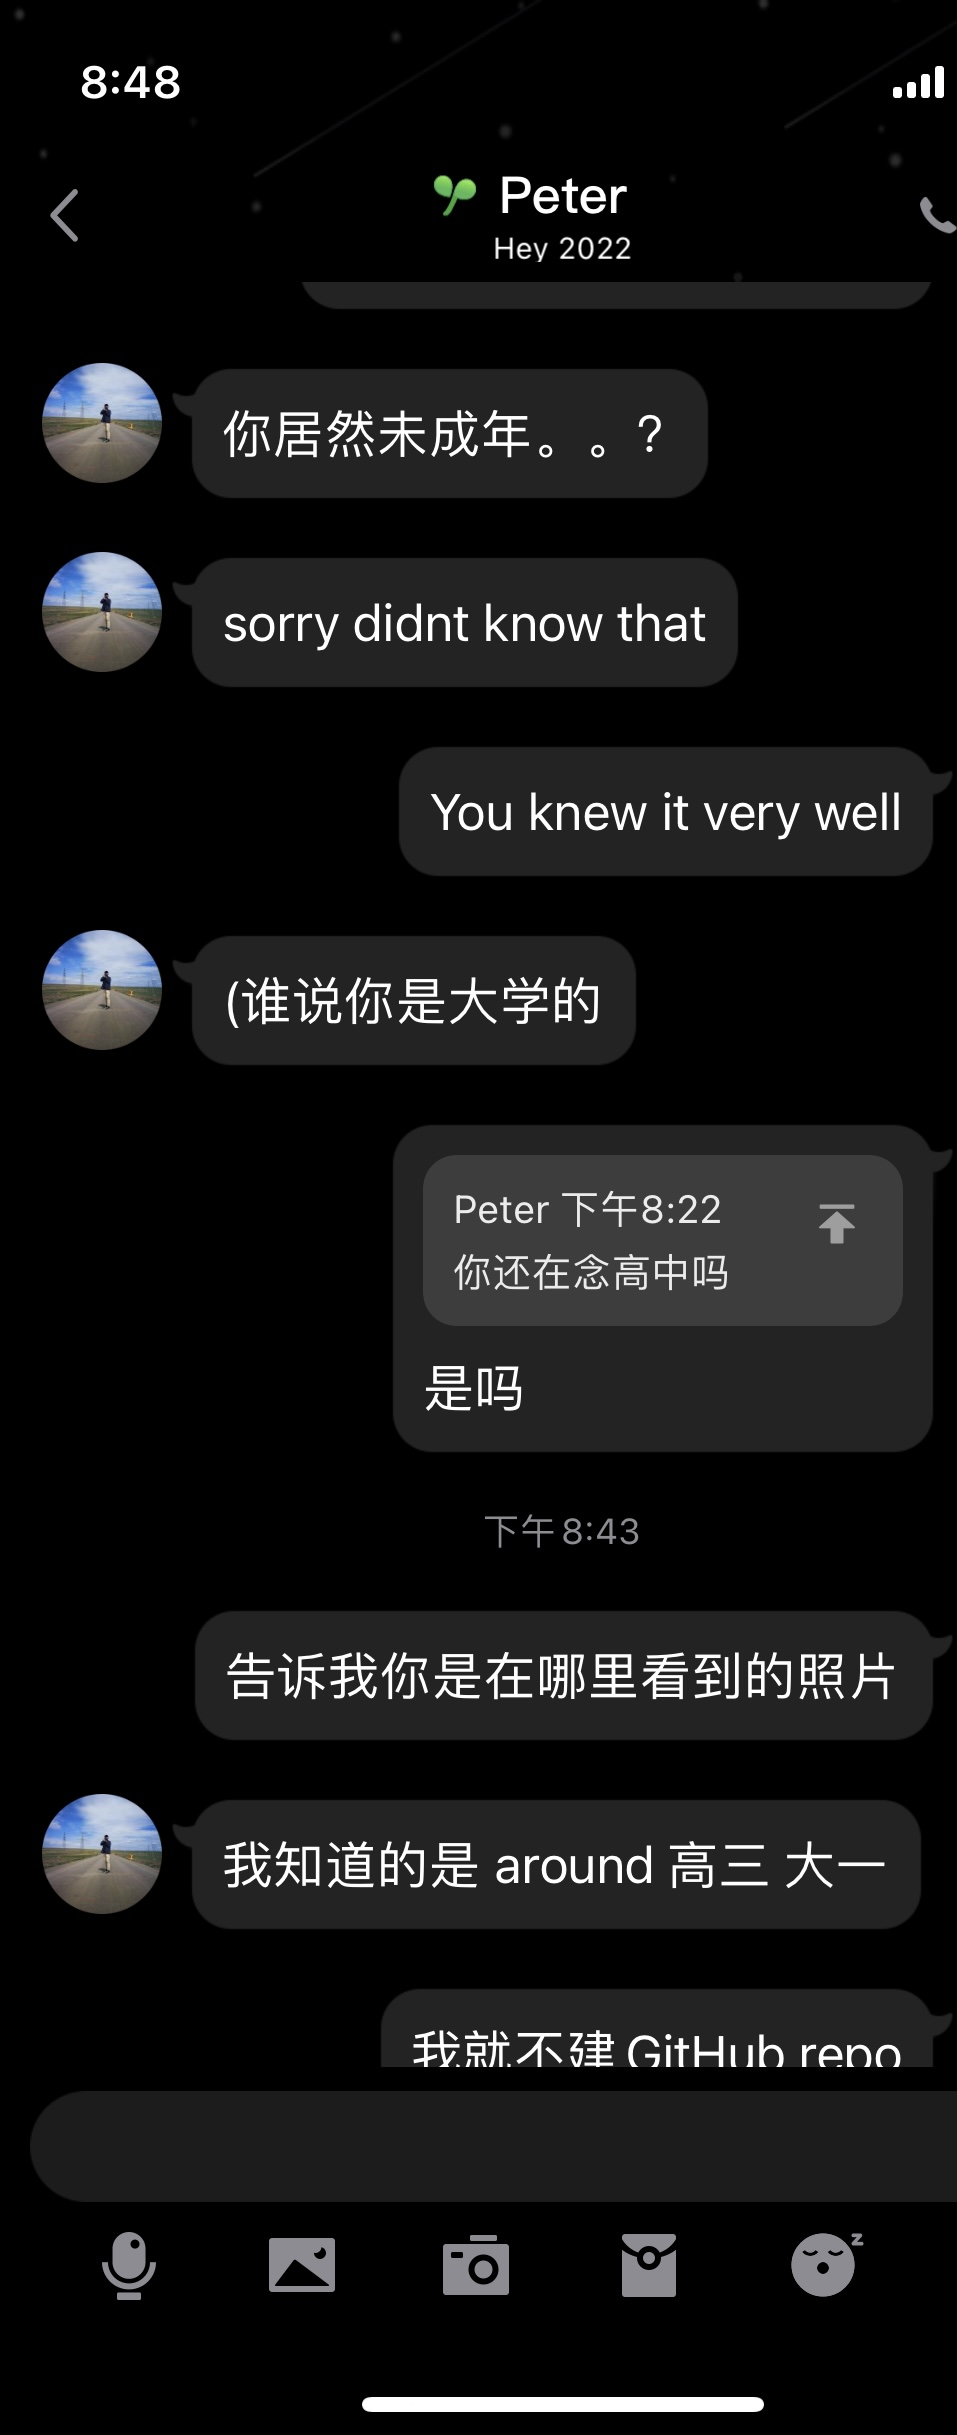 8:48
Peter
Hey 2022
你居然未成年。。?
sorry didnt know that
You knew it very well
(谁说你是大学的
Peter 下午8:22
你还在念高中吗
是吗
下午8:43
告诉我你是在哪里看到的照片
我知道的是 around 高三 大一
我就不建 GitHub repo
z